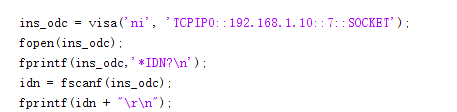 ins_odc = visa('ni', 'TCPIP0::192.168.1.10::7::SOCKET');
fopen(ins_odc);
fprintf(ins_odc,'*IDN?\n');
idn = fscanf(ins_odc);
fprintf(idn + "\r\n");